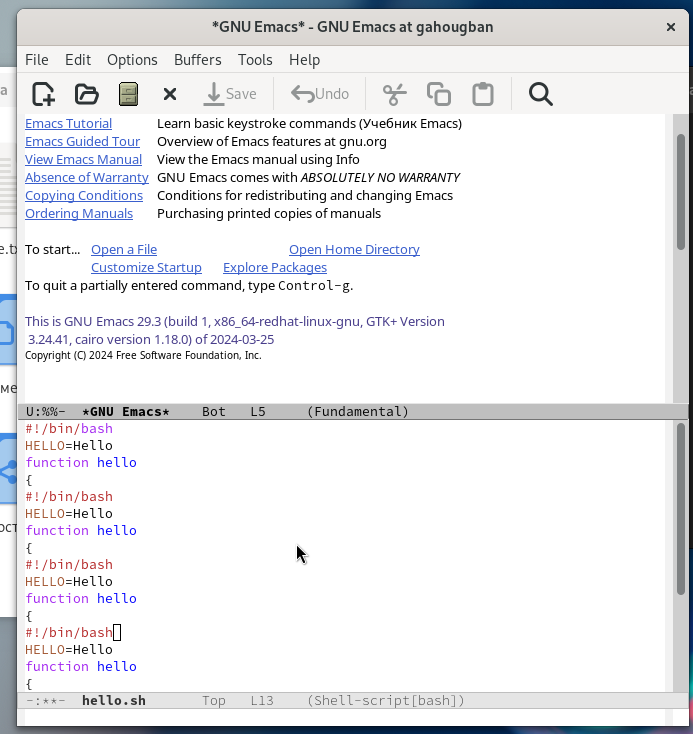 *GNU Emacs* - GNU Emacs at gahougban
File Edit Options Buffers Tools Help
Save Undo
Emacs Tutorial Learn basic keystroke commands (Учебник Emacs)
Emacs Guided Tour Overview of Emacs features at gnu.org
View Emacs Manual View the Emacs manual using Info
Absence of Warranty GNU Emacs comes with ABSOLUTELY NO WARRANTY
Copying Conditions Conditions for redistributing and changing Emacs
Ordering Manuals Purchasing printed copies of manuals
To start... Open a File Open Home Directory
Customize Startup Explore Packages
To quit a partially entered command, type Control-g.
This is GNU Emacs 29.3 (build 1, x86_64-redhat-linux-gnu, GTK+ Version
3.24.41, cairo version 1.18.0) of 2024-03-25
Copyright (C) 2024 Free Software Foundation, Inc.
U:%%- *GNU Emacs* Bot L5 (Fundamental)
#!/bin/bash
HELLO=Hello
function hello
{
#!/bin/bash
HELLO=Hello
function hello
{
#!/bin/bash
HELLO=Hello
function hello
{
#!/bin/bash
HELLO=Hello
function hello
{
-:**- hello.sh Top L13 (Shell-script[bash])